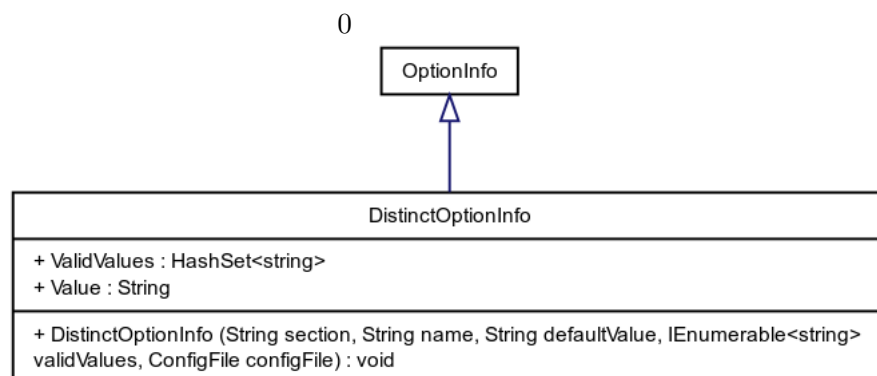 0
OptionInfo
DistinctOptionInfo
+ ValidValues : HashSet<string>
+ Value : String
+ DistinctOptionInfo (String section, String name, String defaultValue, IEnumerable<string>
validValues, ConfigFile configFile) : void